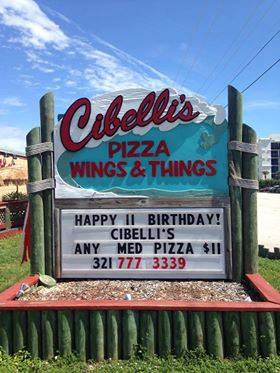 Cibelli's
PIZZA
WINGS & THINGS
HAPPY 11 BIRTHDAY!
CIBELLI'S
ANY MED PIZZA $11
321 777 3339